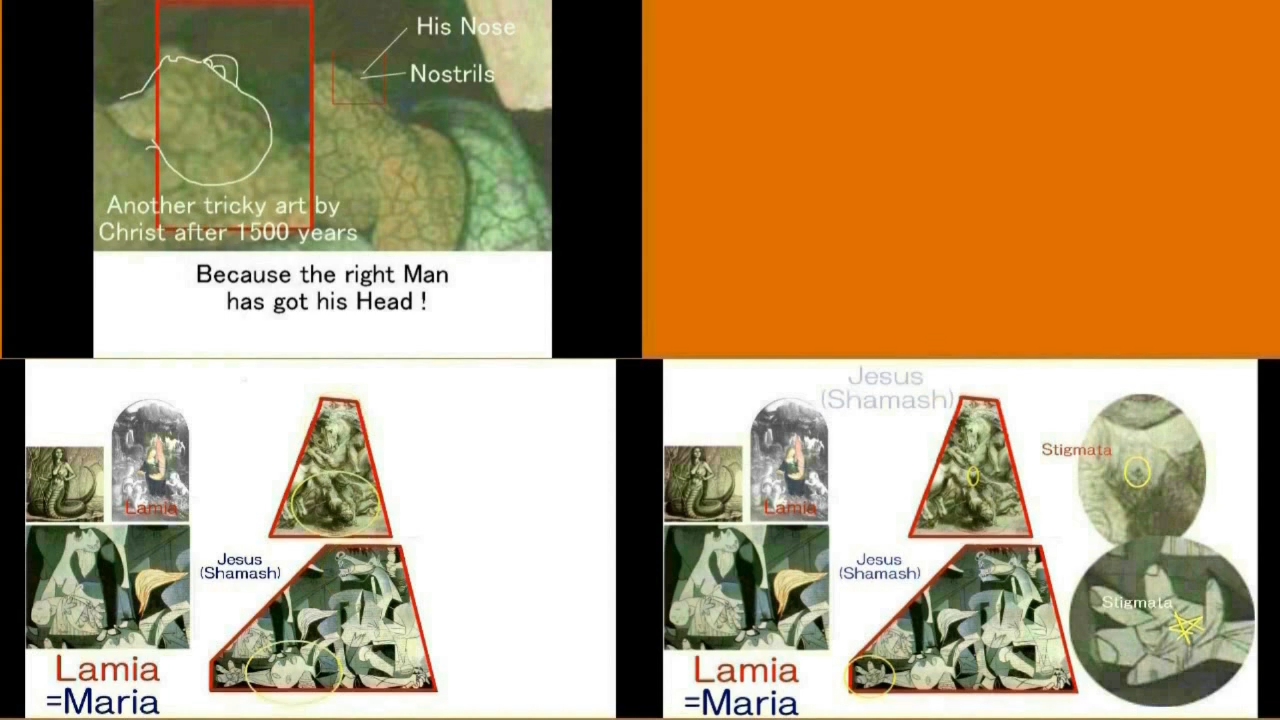 His Nose
Nostrils
Another tricky art by
Christ after 1500 years
Because the right Man
has got his Head !
Lamia
Jesus
(Shamash)
Lamia
=Maria
Jesus
(Shamash)
Stigmata
Lamia
Jesus
(Shamash)
Stigmata
Lamia
=Maria